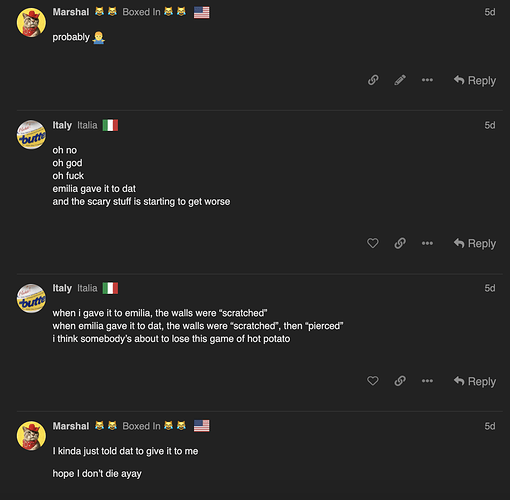 Marshal Boxed In 5d
probably
Reply
Italy Italia 5d
oh no
oh god
oh fuck
emilia gave it to dat
and the scary stuff is starting to get worse
Reply
Italy Italia 5d
when i gave it to emilia, the walls were “scratched”
when emilia gave it to dat, the walls were “scratched”, then “pierced”
i think somebody’s about to lose this game of hot potato
Reply
Marshal Boxed In 5d
I kinda just told dat to give it to me
hope I don’t die ayay